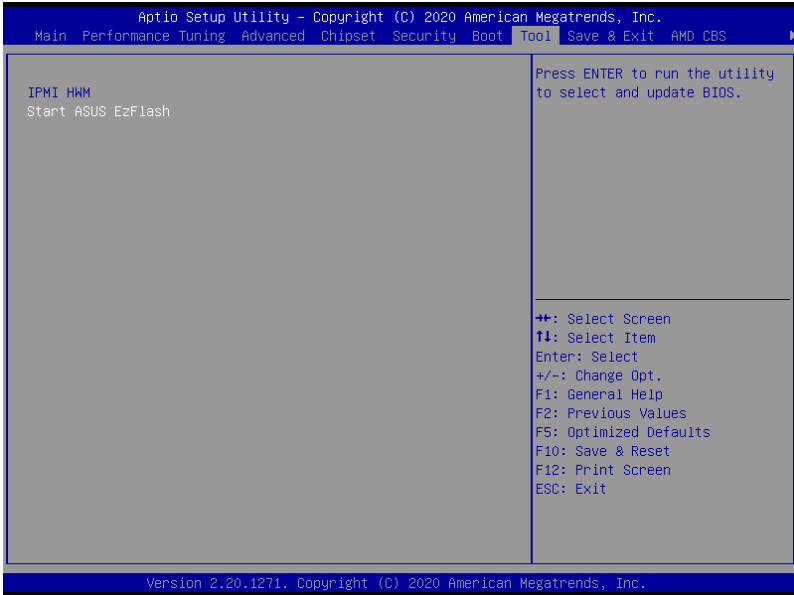 Aptio Setup Utility – Copyright (C) 2020 American Megatrends, Inc.
Main Performance Tuning Advanced Chipset Security Boot Tool Save & Exit AMD CBS
IPMI HWM
Start ASUS EzFlash
Press ENTER to run the utility
to select and update BIOS.
→←: Select Screen
↑↓: Select Item
Enter: Select
+/-: Change Opt.
F1: General Help
F2: Previous Values
F5: Optimized Defaults
F10: Save & Reset
F12: Print Screen
ESC: Exit
Version 2.20.1271. Copyright (C) 2020 American Megatrends, Inc.